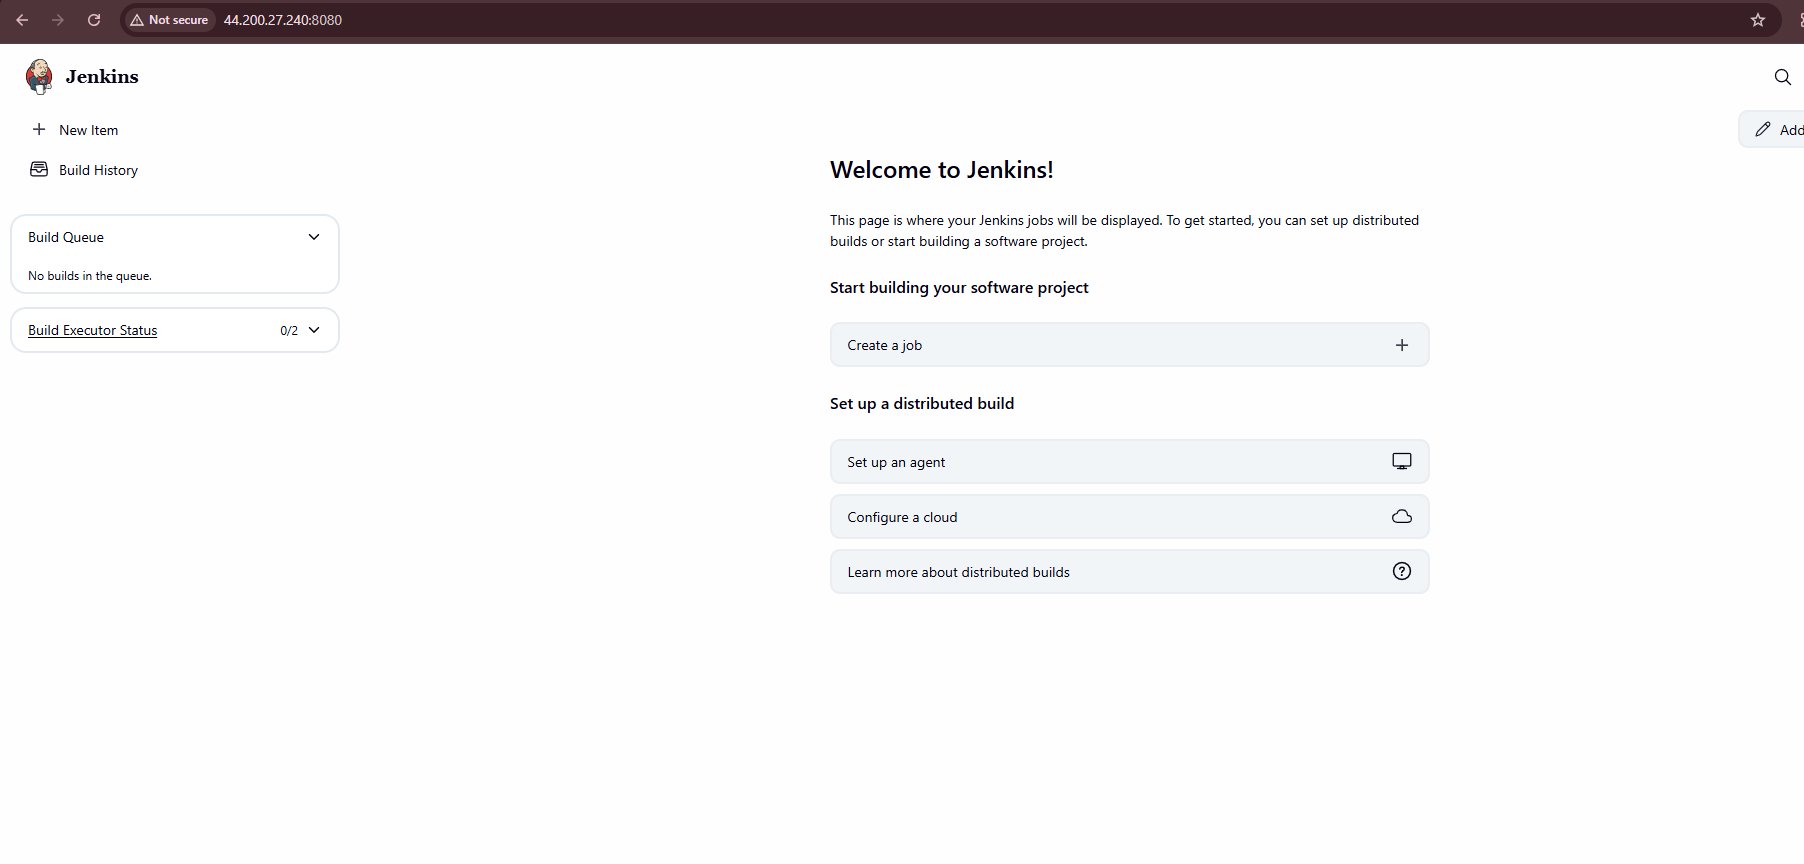 Not secure 44.200.27.240:8080
Jenkins
New Item
Build History
Build Queue
No builds in the queue.
Build Executor Status 0/2
Add
Welcome to Jenkins!
This page is where your Jenkins jobs will be displayed. To get started, you can set up distributed
builds or start building a software project.
Start building your software project
Create a job
Set up a distributed build
Set up an agent
Configure a cloud
Learn more about distributed builds